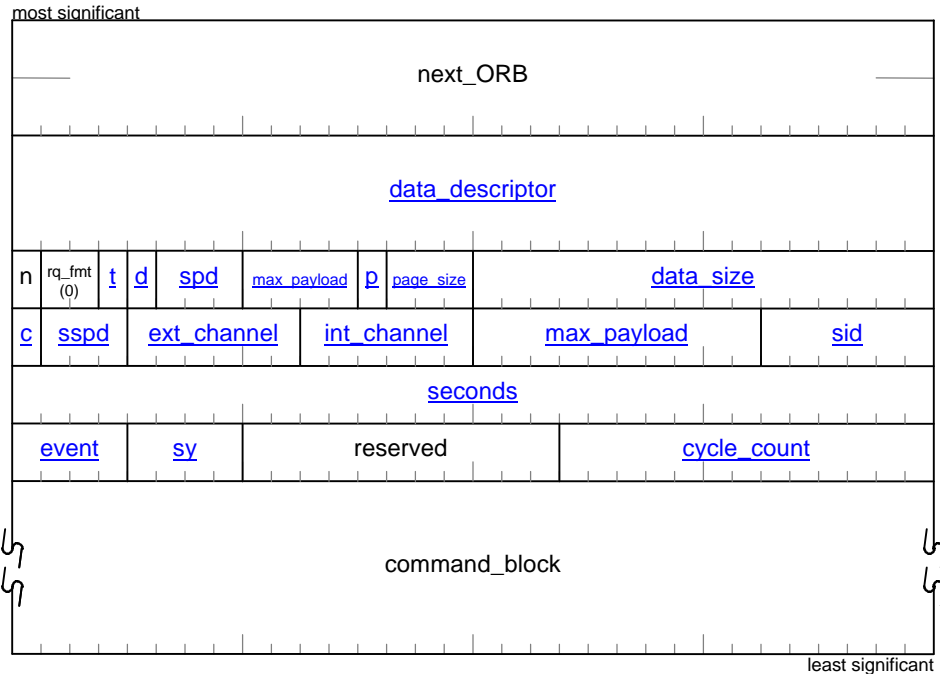 most significant
next_ORB
data_descriptor
n rq_fmt (0) t d spd max_payload p page_size data_size
c sspd ext_channel int_channel max_payload sid
seconds
event sy reserved cycle_count
command_block
least significant